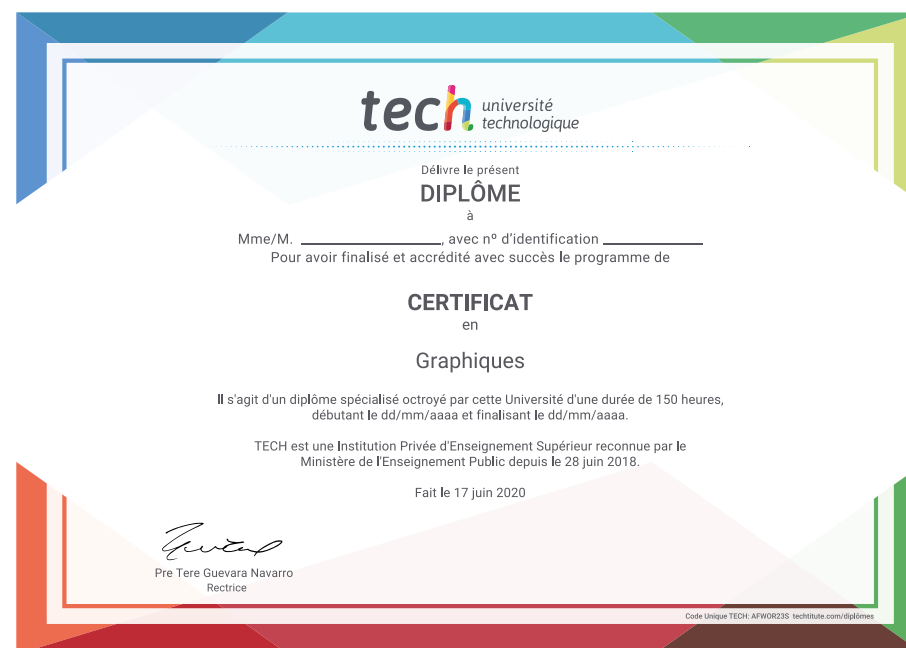 tech université
technologique
Délivre le présent
DIPLÔME
à
Mme/M. ____________________, avec nº d'identification ______________
Pour avoir finalisé et accrédité avec succès le programme de
CERTIFICAT
en
Graphiques
Il s'agit d'un diplôme spécialisé octroyé par cette Université d'une durée de 150 heures,
débutant le dd/mm/aaaa et finalisant le dd/mm/aaaa.
TECH est une Institution Privée d'Enseignement Supérieur reconnue par le
Ministère de l'Enseignement Public depuis le 28 juin 2018.
Fait le 17 juin 2020
Pre Tere Guevara Navarro
Rectrice
Code Unique TECH: AFWOR23S techtitute.com/diplômes